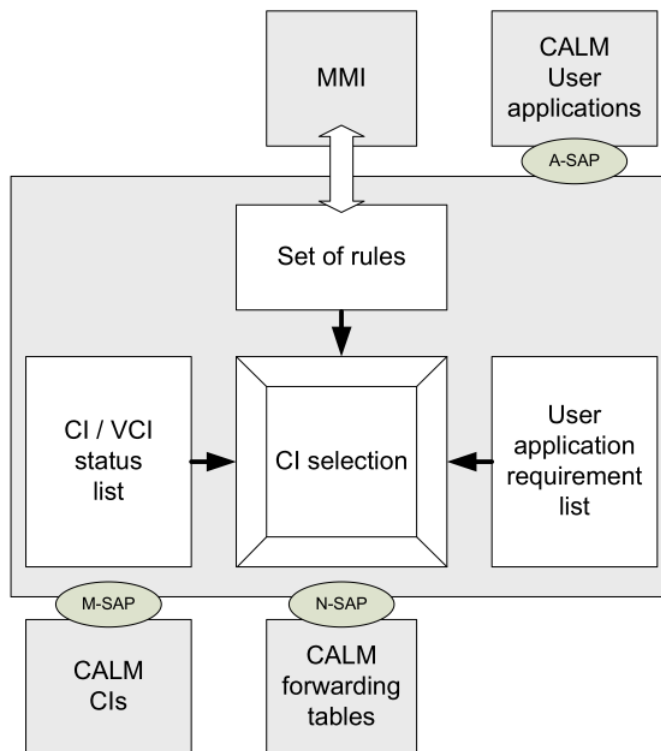 MMI
CALM
User
applications
A-SAP
Set of rules
CI / VCI
status
list
CI selection
User
application
requirement
list
M-SAP
N-SAP
CALM
CIs
CALM
forwarding
tables